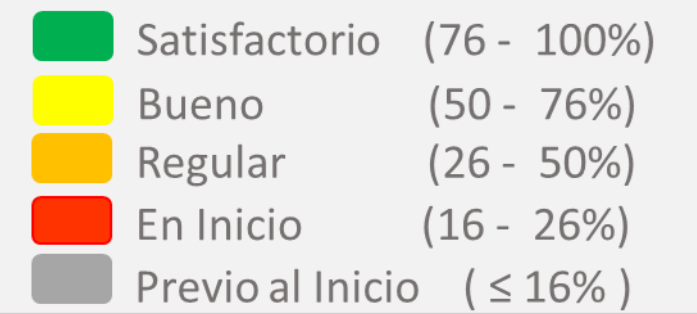 Satisfactorio (76 - 100%)
Bueno (50 - 76%)
Regular (26 - 50%)
En Inicio (16 - 26%)
Previo al Inicio ( ≤ 16% )